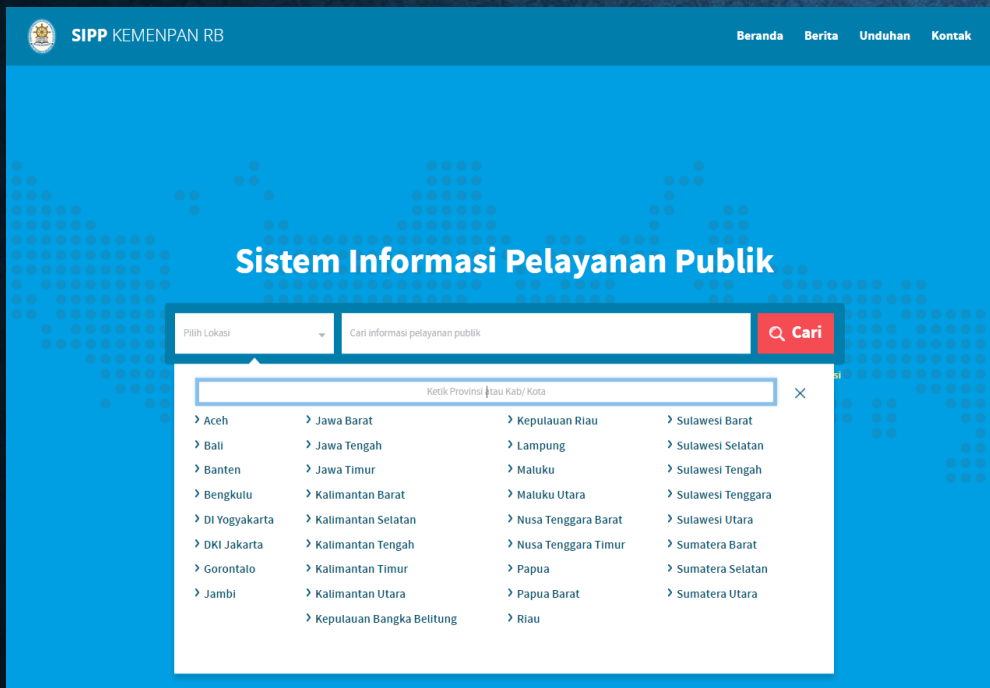 SIPP KEMENPAN RB
Beranda Berita Unduhan Kontak
Sistem Informasi Pelayanan Publik
Pilih Lokasi
Cari informasi pelayanan publik
Cari
si
Ketik Provinsi atau Kab/ Kota
Aceh
Bali
Banten
Bengkulu
DI Yogyakarta
DKI Jakarta
Gorontalo
Jambi
Jawa Barat
Jawa Tengah
Jawa Timur
Kalimantan Barat
Kalimantan Selatan
Kalimantan Tengah
Kalimantan Timur
Kalimantan Utara
Kepulauan Bangka Belitung
Kepulauan Riau
Lampung
Maluku
Maluku Utara
Nusa Tenggara Barat
Nusa Tenggara Timur
Papua
Papua Barat
Riau
Sulawesi Barat
Sulawesi Selatan
Sulawesi Tengah
Sulawesi Tenggara
Sulawesi Utara
Sumatera Barat
Sumatera Selatan
Sumatera Utara